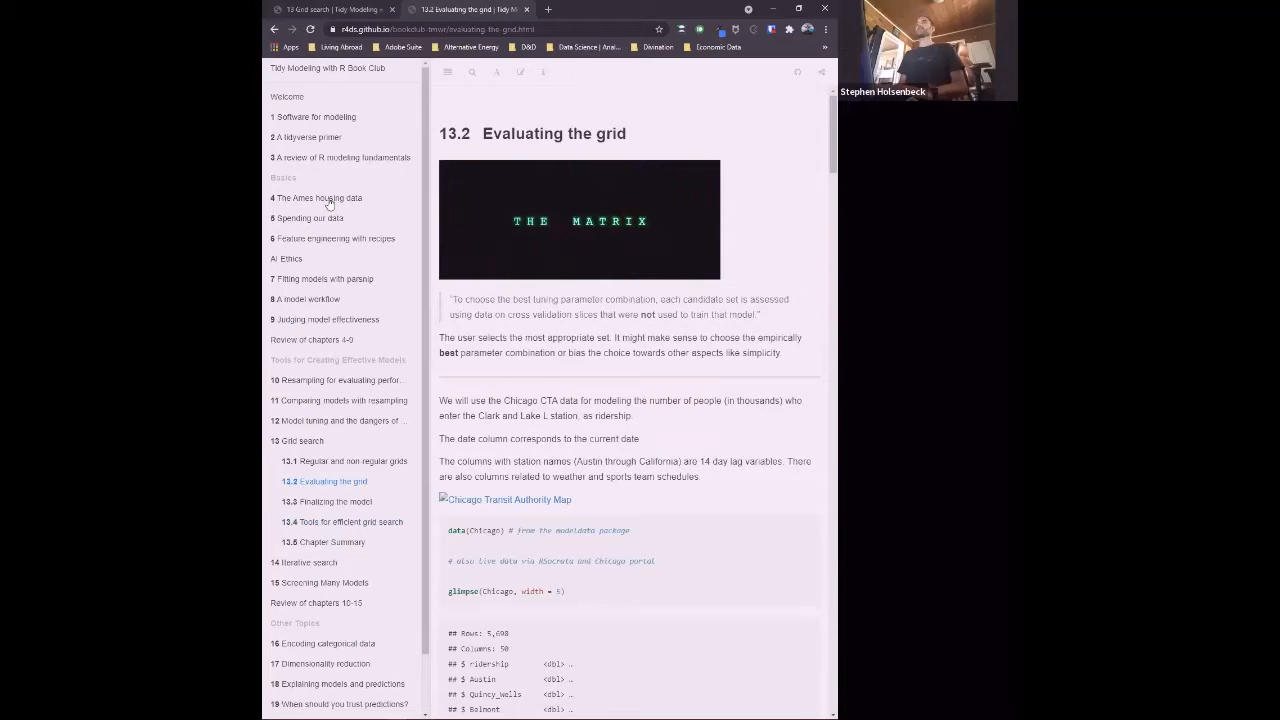 13 Grid search | Tidy Modeling
13.2 Evaluating the grid | Tidy M
r4ds.github.io/bookclub-tmwr/evaluating-the-grid.html
Apps
Living Abroad
Adobe Suite
Alternative Energy
D&D
Data Science | Anal...
Divination
Economic Data
Stephen Holsenbeck
Tidy Modeling with R Book Club
Welcome
1 Software for modeling
2 A tidyverse primer
3 A review of R modeling fundamentals
Basics
4 The Ames housing data
5 Spending our data
6 Feature engineering with recipes
AI Ethics
7 Fitting models with parsnip
8 A model workflow
9 Judging model effectiveness
Review of chapters 4-9
Tools for Creating Effective Models
10 Resampling for evaluating perfor...
11 Comparing models with resampling
12 Model tuning and the dangers of ...
13 Grid search
13.1 Regular and non-regular grids
13.2 Evaluating the grid
13.3 Finalizing the model
13.4 Tools for efficient grid search
13.5 Chapter Summary
14 Iterative search
15 Screening Many Models
Review of chapters 10-15
Other Topics
16 Encoding categorical data
17 Dimensionality reduction
18 Explaining models and predictions
19 When should you trust predictions?
13.2 Evaluating the grid
THE MATRIX
"To choose the best tuning parameter combination, each candidate set is assessed
using data on cross validation slices that were not used to train that model."
The user selects the most appropriate set. It might make sense to choose the empirically
best parameter combination or bias the choice towards other aspects like simplicity.
We will use the Chicago CTA data for modeling the number of people (in thousands) who
enter the Clark and Lake L station, as ridership.
The date column corresponds to the current date
The columns with station names (Austin through California) are 14 day lag variables. There
are also columns related to weather and sports team schedules.
Chicago Transit Authority Map
data(Chicago) # from the modeldata package
# also live data via RSocrata and Chicago portal
glimpse(Chicago, width = 5)
## Rows: 5,698
## Columns: 50
## $ ridership <dbl> …
## $ Austin <dbl> …
## $ Quincy_Wells <dbl> …
## $ Belmont <dbl> …